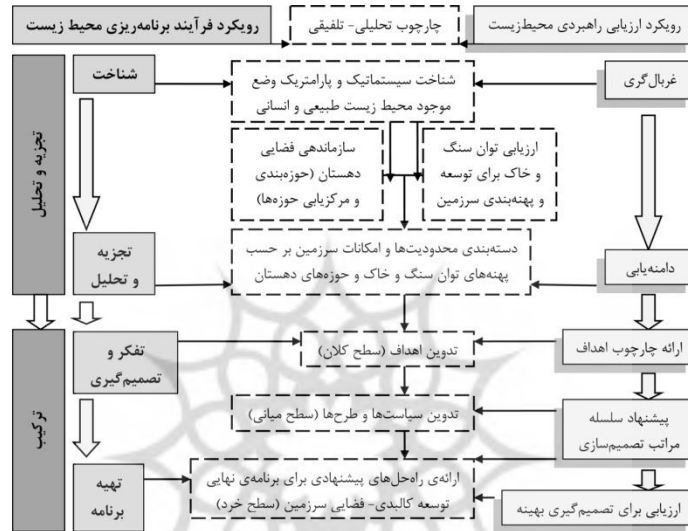 رویکرد ارزیابی راهبردی محیط‌زیست
چارچوب تحلیلی- تلفیقی
رویکرد فرآیند برنامه‌ریزی محیط زیست
غربال‌گری
شناخت سیستماتیک و پارامتریک وضع
موجود محیط زیست طبیعی و انسانی
شناخت
تجزیه و تحلیل
ارزیابی توان سنگ
و خاک برای توسعه
و پهنه‌بندی سرزمین
سازماندهی فضایی
دهستان (حوزه‌بندی
و مرکزیابی حوزه‌ها)
دامنه‌یابی
دسته‌بندی محدودیت‌ها و امکانات سرزمین بر حسب
پهنه‌های توان سنگ و خاک و حوزه‌های دهستان
تجزیه
و تحلیل
ارائه چارچوب اهداف
تدوین اهداف (سطح کلان)
تفکر و
تصمیم‌گیری
ترکیب
پیشنهاد سلسله
مراتب تصمیم‌سازی
تدوین سیاست‌ها و طرح‌ها (سطح میانی)
ارزیابی برای تصمیم‌گیری بهینه
ارائه‌ی راه‌حل‌های پیشنهادی برای برنامه‌ی نهایی
توسعه کالبدی- فضایی سرزمین (سطح خرد)
تهیه
برنامه